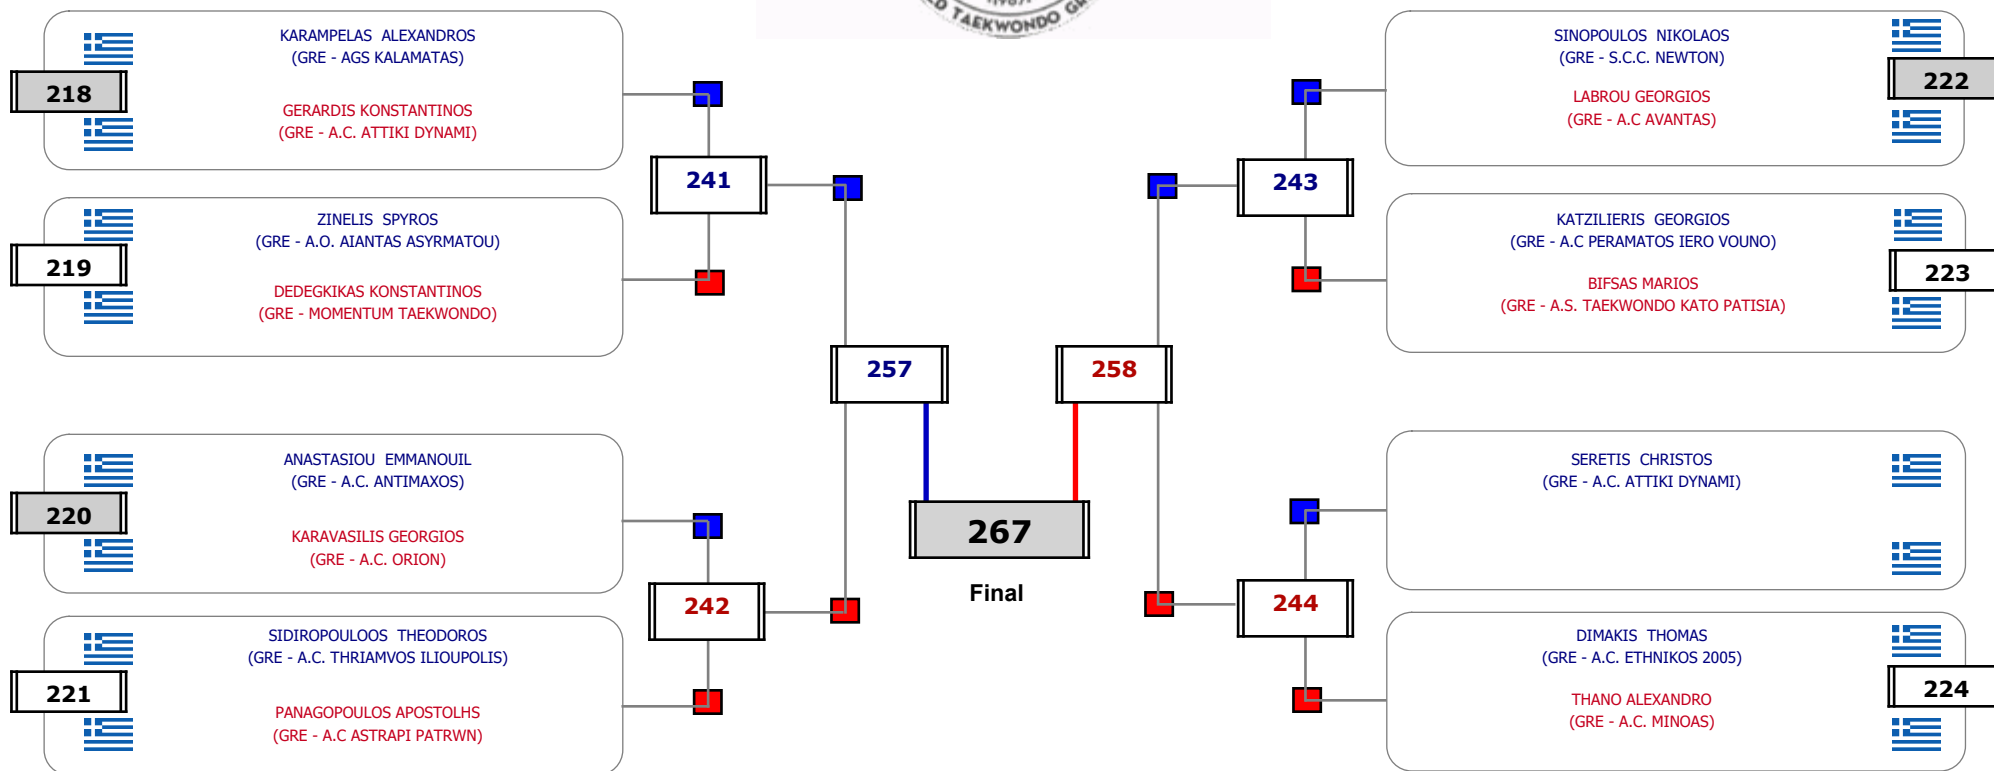 TAEKWONDO
KARAMPELAS ALEXANDROS
(GRE - AGS KALAMATAS)
218
GERARDIS KONSTANTINOS
(GRE - A.C. ATTIKI DYNAMI)
241
ZINELIS SPYROS
(GRE - A.O. AIANTAS ASYRMATOU)
219
DEDEGKIKAS KONSTANTINOS
(GRE - MOMENTUM TAEKWONDO)
257
ANASTASIOU EMMANOUIL
(GRE - A.C. ANTIMAXOS)
220
KARAVASILIS GEORGIOS
(GRE - A.C. ORION)
242
SIDIROPOULOOS THEODOROS
(GRE - A.C. THRIAMVOS ILIOUPOLIS)
221
PANAGOPOULOS APOSTOLHS
(GRE - A.C ASTRAPI PATRWN)
267
Final
SINOPOULOS NIKOLAOS
(GRE - S.C.C. NEWTON)
222
LABROU GEORGIOS
(GRE - A.C AVANTAS)
243
KATZILIERIS GEORGIOS
(GRE - A.C PERAMATOS IERO VOUNO)
223
BIFSAS MARIOS
(GRE - A.S. TAEKWONDO KATO PATISIA)
258
SERETIS CHRISTOS
(GRE - A.C. ATTIKI DYNAMI)
244
DIMAKIS THOMAS
(GRE - A.C. ETHNIKOS 2005)
224
THANO ALEXANDRO
(GRE - A.C. MINOAS)